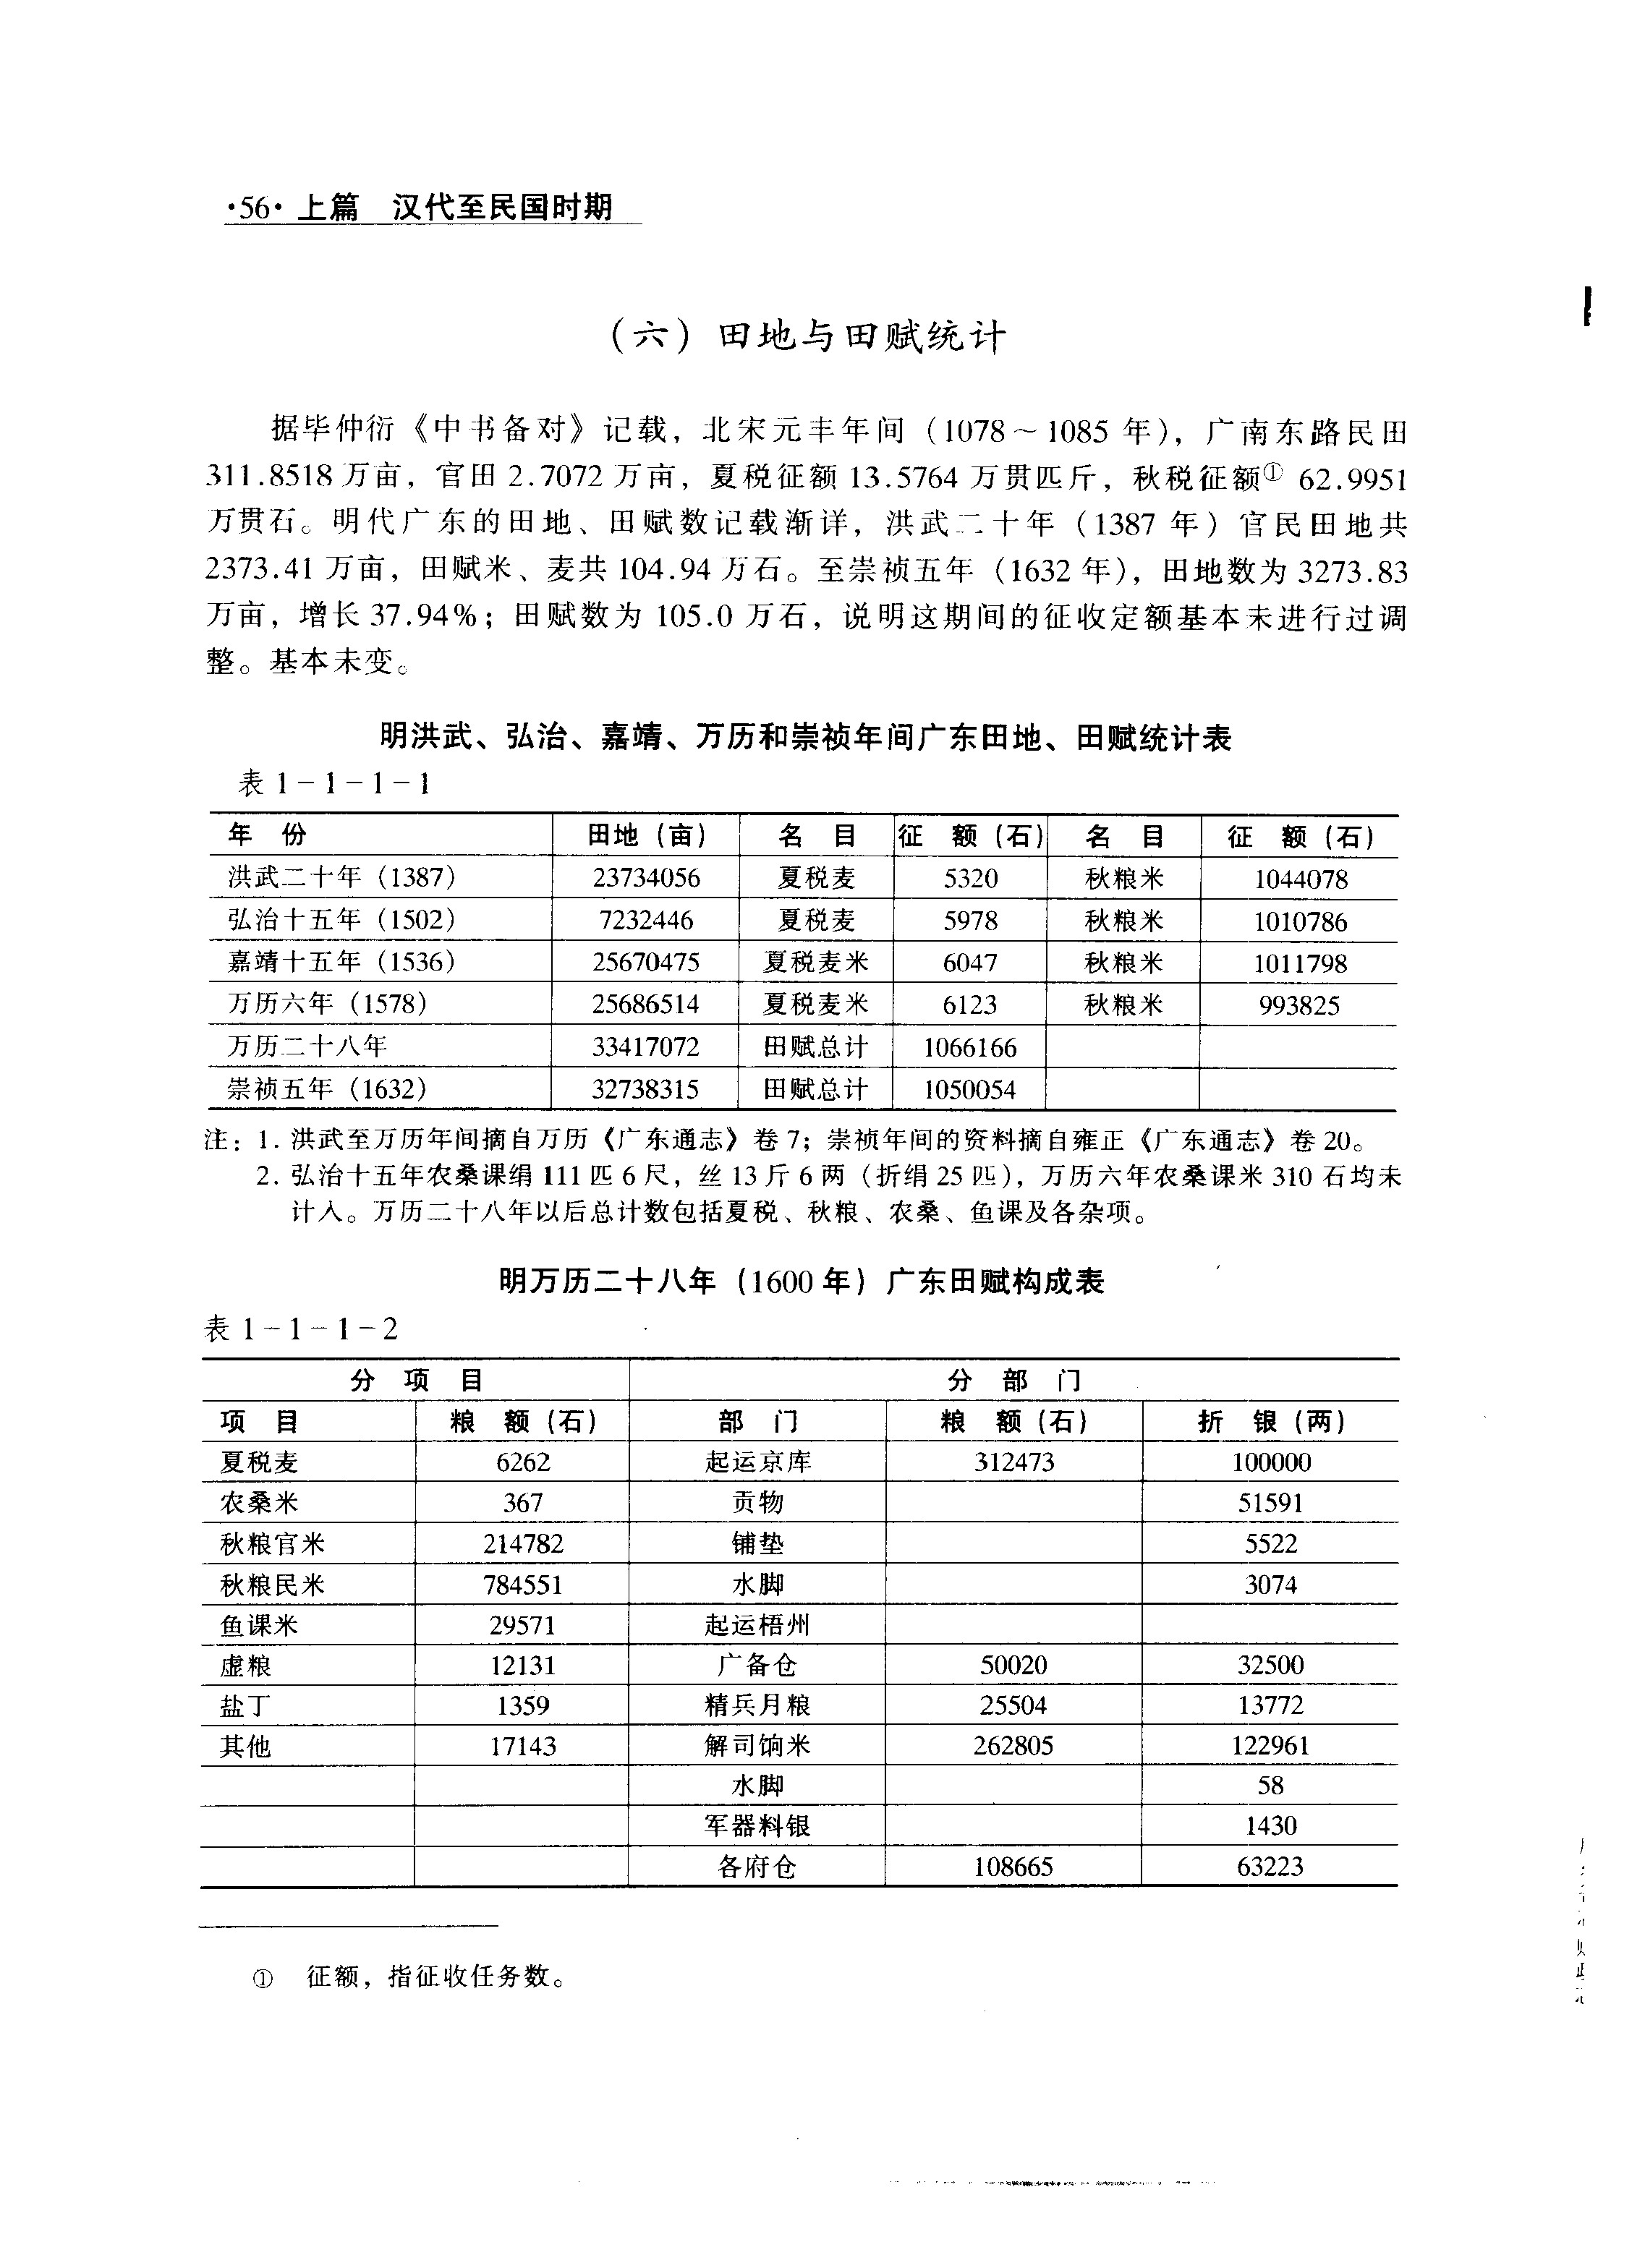 ·56· 上篇 汉代至民国时期
（六）田地与田赋统计
据毕仲衍《中书备对》记载，北宋元丰年间（1078～1085 年），广南东路民田
311.8518 万亩，官田 2.7072 万亩，夏税征额 13.5764 万贯匹斤，秋税征额① 62.9951
万贯石。明代广东的田地、田赋数记载渐详，洪武二十年（1387 年）官民田地共
2373.41 万亩，田赋米、麦共 104.94 万石。至崇祯五年（1632 年），田地数为 3273.83
万亩，增长 37.94%；田赋数为 105.0 万石，说明这期间的征收定额基本未进行过调
整。基本未变。
明洪武、弘治、嘉靖、万历和崇祯年间广东田地、田赋统计表
表 1－1－1－1
年 份 田地（亩） 名 目 征 额（石） 名 目 征 额（石）
洪武二十年（1387） 23734056 夏税麦 5320 秋粮米 1044078
弘治十五年（1502） 7232446 夏税麦 5978 秋粮米 1010786
嘉靖十五年（1536） 25670475 夏税麦米 6047 秋粮米 1011798
万历六年（1578） 25686514 夏税麦米 6123 秋粮米 993825
万历二十八年 33417072 田赋总计 1066166
崇祯五年（1632） 32738315 田赋总计 1050054
注：1. 洪武至万历年间摘自万历《广东通志》卷 7；崇祯年间的资料摘自雍正《广东通志》卷 20。
2. 弘治十五年农桑课绢 111 匹 6 尺，丝 13 斤 6 两（折绢 25 匹），万历六年农桑课米 310 石均未
计入。万历二十八年以后总计数包括夏税、秋粮、农桑、鱼课及各杂项。
明万历二十八年（1600 年）广东田赋构成表
表 1－1－1－2
分 项 目 分 部 门
项 目 粮 额（石） 部 门 粮 额（石） 折 银（两）
夏税麦 6262 起运京库 312473 100000
农桑米 367 贡物 51591
秋粮官米 214782 铺垫 5522
秋粮民米 784551 水脚 3074
鱼课米 29571 起运梧州
虚粮 12131 广备仓 50020 32500
盐丁 1359 精兵月粮 25504 13772
其他 17143 解司饷米 262805 122961
水脚 58
军器料银 1430
各府仓 108665 63223
① 征额，指征收任务数。